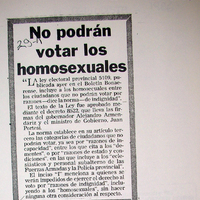 29-1
No podrán
votar los
homosexuales
"LA ley electoral provincial 5109, pu-
blicada ayer en el Boletín Bonae-
rense, incluye a los homosexuales entre
los ciudadanos que no podrán votar por
razones —dice la norma— de indignidad".
El texto de la Ley fue aprobado me-
diante el decreto 8522, que lleva las fir-
mas del gobernador Alejandro Armen-
dáriz y el ministro de Gobierno, Juan
Portesi.
La norma establece en su artículo ter-
cero las categorías de ciudadanos que
no podrán votar, ya sea por "razones de
incapacidad", entre los que cita a los "de-
mentes", o por "razones de estado y con-
diciones", en las que incluye a los "ecle-
siásticos y personal subalterno de las
Fuerzas Armadas y la Policía provincial".
El inciso "l" menciona a quienes se
verán impedidos de ejercer el derecho al
voto por "razones de indignidad", inclu-
yendo a los "homosexuales", sin hacer
ninguna otra consideración al respecto.